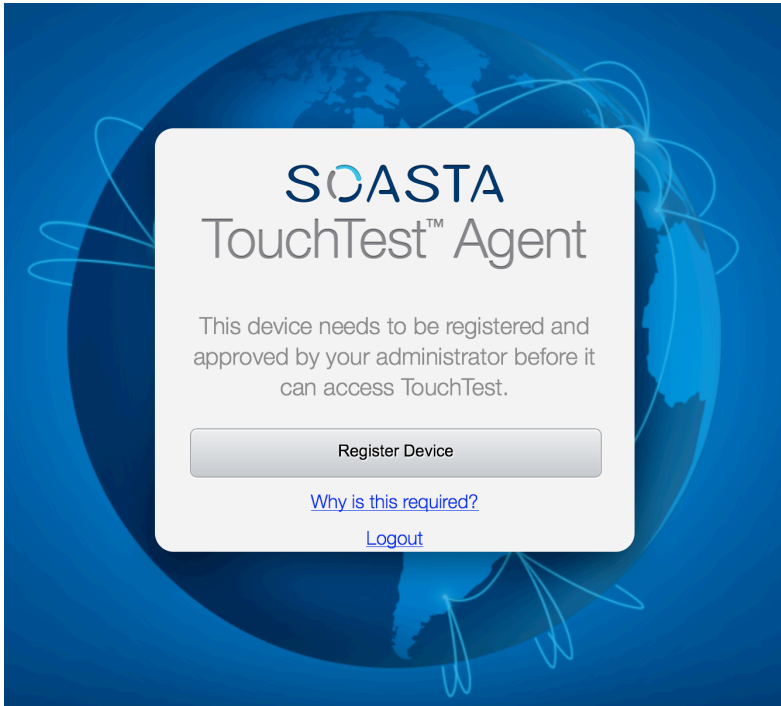 SOASTA
TouchTest™ Agent
This device needs to be registered and
approved by your administrator before it
can access TouchTest.
Register Device
Why is this required?
Logout